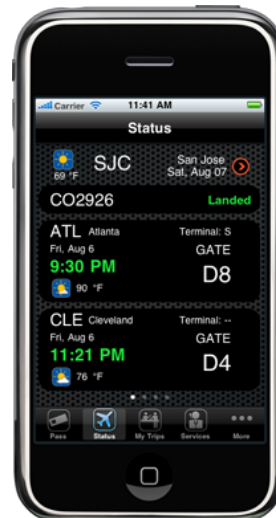 Carrier 11:41 AM
Status
69 °F SJC San Jose
Sat, Aug 07
CO2926 Landed
ATL Atlanta Terminal: S
Fri, Aug 6 GATE
9:30 PM D8
90 °F
CLE Cleveland Terminal: --
Fri, Aug 6 GATE
11:21 PM D4
76 °F
Pass Status My Trips Services More